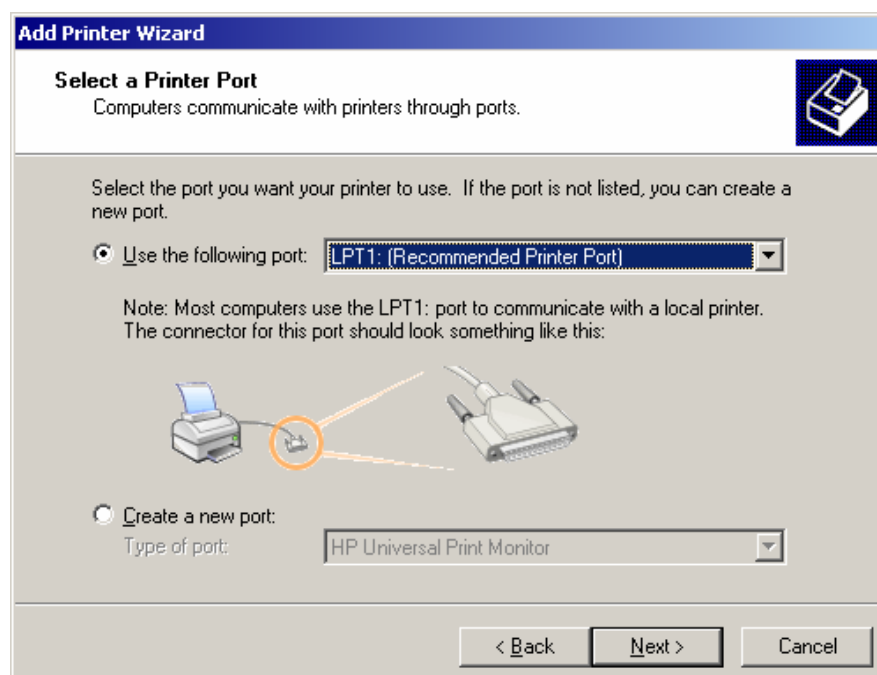 Add Printer Wizard
Select a Printer Port
Computers communicate with printers through ports.
Select the port you want your printer to use. If the port is not listed, you can create a
new port.
Use the following port: LPT1: (Recommended Printer Port)
Note: Most computers use the LPT1: port to communicate with a local printer.
The connector for this port should look something like this:
Create a new port:
Type of port: HP Universal Print Monitor
< Back Next > Cancel